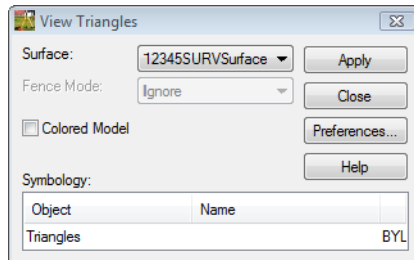 View Triangles
Surface: 12345SURVSurface Apply
Fence Mode: Ignore Close
Colored Model Preferences...
Help
Symbology:
Object Name
Triangles BYL